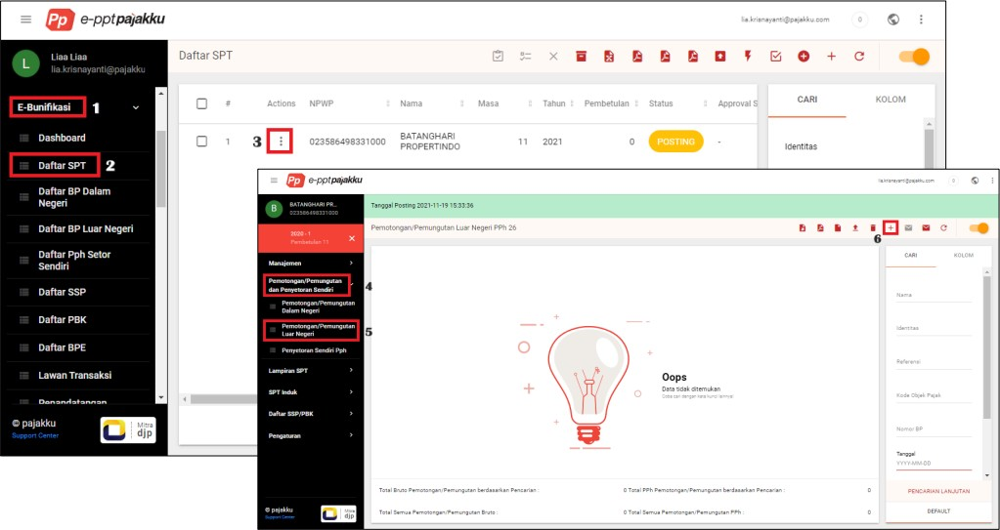 Pp e-pptpajakku
lia.krisnayanti@pajakku.com
0
L
Liaa Liaa
lia.krisnayanti@pajakku
Daftar SPT
E-Bunifikasi
1
Dashboard
Daftar SPT
2
Daftar BP Dalam
Negeri
Daftar BP Luar Negeri
Daftar Pph Setor
Sendiri
Daftar SSP
Daftar PBK
Daftar BPE
Lawan Transaksi
Penandatangan
© pajakku
Support Center
Mitra
djp
# Actions NPWP Nama Masa Tahun Pembetulan Status Approval S
1 3 023586498331000 BATANGHARI
PROPERTINDO 11 2021 0 POSTING -
CARI KOLOM
Identitas
Pp e-pptpajakku
lia.krisnayanti@pajakku.com
0
B
BATANGHARI PR...
023586498331000
Tanggal Posting 2021-11-19 15:33:36
2020 - 1
Pembetulan 11
Pemotongan/Pemungutan Luar Negeri PPh 26
6
Manajemen
Pemotongan/Pemungutan
dan Penyetoran Sendiri
4
Pemotongan/Pemungutan
Dalam Negeri
Pemotongan/Pemungutan
Luar Negeri
5
Penyetoran Sendiri Pph
Lampiran SPT
SPT Induk
Daftar SSP/PBK
Pengaturan
© pajakku
Support Center
Mitra
djp
Oops
Data tidak ditemukan
Coba cari dengan kata kunci lainnya!
Total Bruto Pemotongan/Pemungutan berdasarkan Pencarian : 0
Total PPh Pemotongan/Pemungutan berdasarkan Pencarian : 0
Total Semua Pemotongan/Pemungutan Bruto : 0
Total Semua Pemotongan/Pemungutan PPh : 0
CARI KOLOM
Nama
Identitas
Referensi
Kode Objek Pajak
Nomor BP
Tanggal
YYYY-MM-DD
PENCARIAN LANJUTAN
DEFAULT